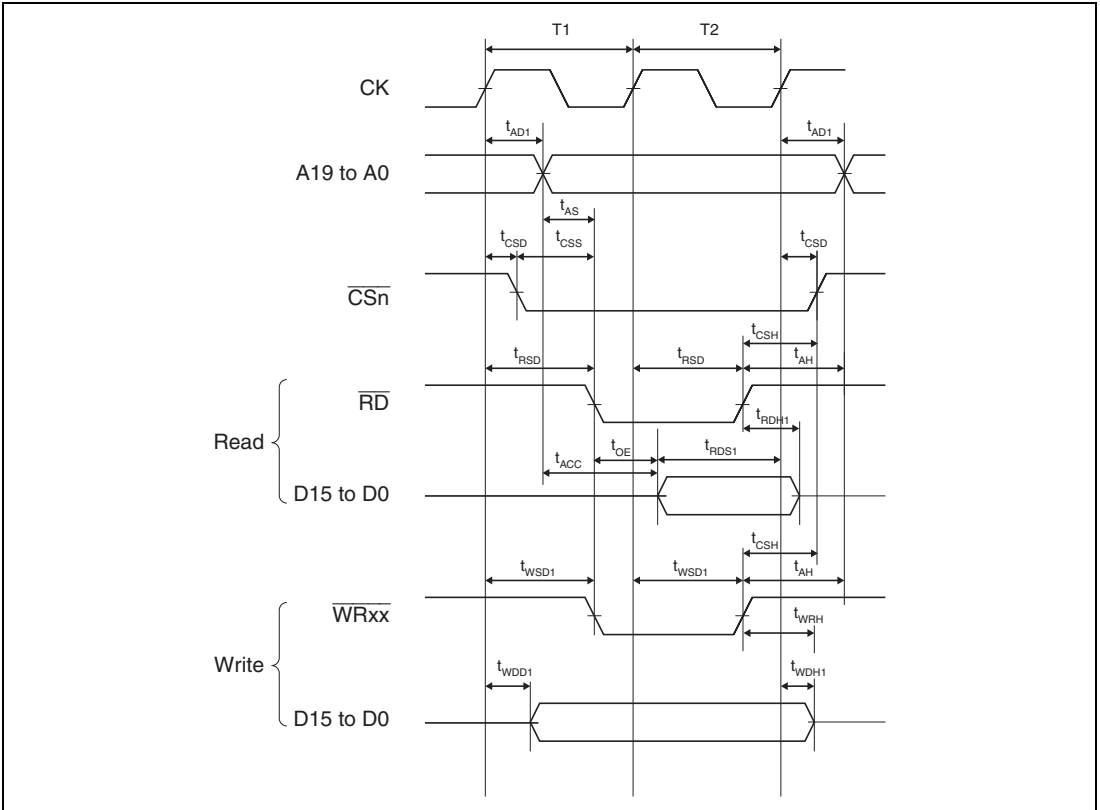 T1 T2
CK
tAD1 tAD1
A19 to A0
tAS
tCSD tCSS tCSD
CSn
tCSH
tRSD tRSD tAH
RD
tRDH1
Read
tOE tRDS1
tACC
D15 to D0
tCSH
tWSD1 tWSD1 tAH
WRxx
tWRH
Write
tWDD1 tWDH1
D15 to D0